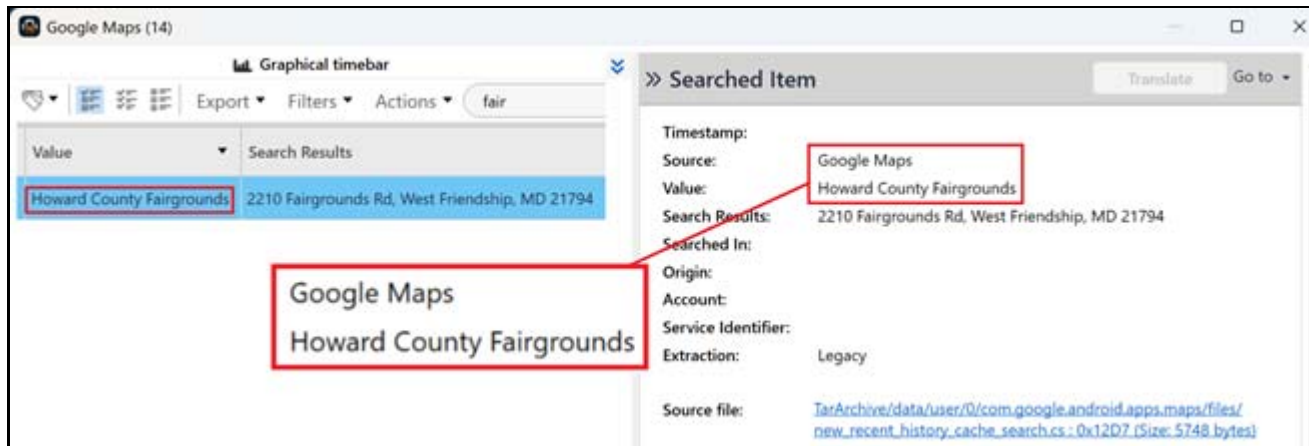 Google Maps (14)
Graphical timebar
Export Filters Actions fair
Value Search Results
Howard County Fairgrounds 2210 Fairgrounds Rd, West Friendship, MD 21794
Google Maps
Howard County Fairgrounds
» Searched Item Translate Go to
Timestamp:
Source: Google Maps
Value: Howard County Fairgrounds
Search Results: 2210 Fairgrounds Rd, West Friendship, MD 21794
Searched In:
Origin:
Account:
Service Identifier:
Extraction: Legacy
Source file: TarArchive/data/user/0/com.google.android.apps.maps/files/
new_recent_history_cache_search.cs : 0x12D7 (Size: 5748 bytes)